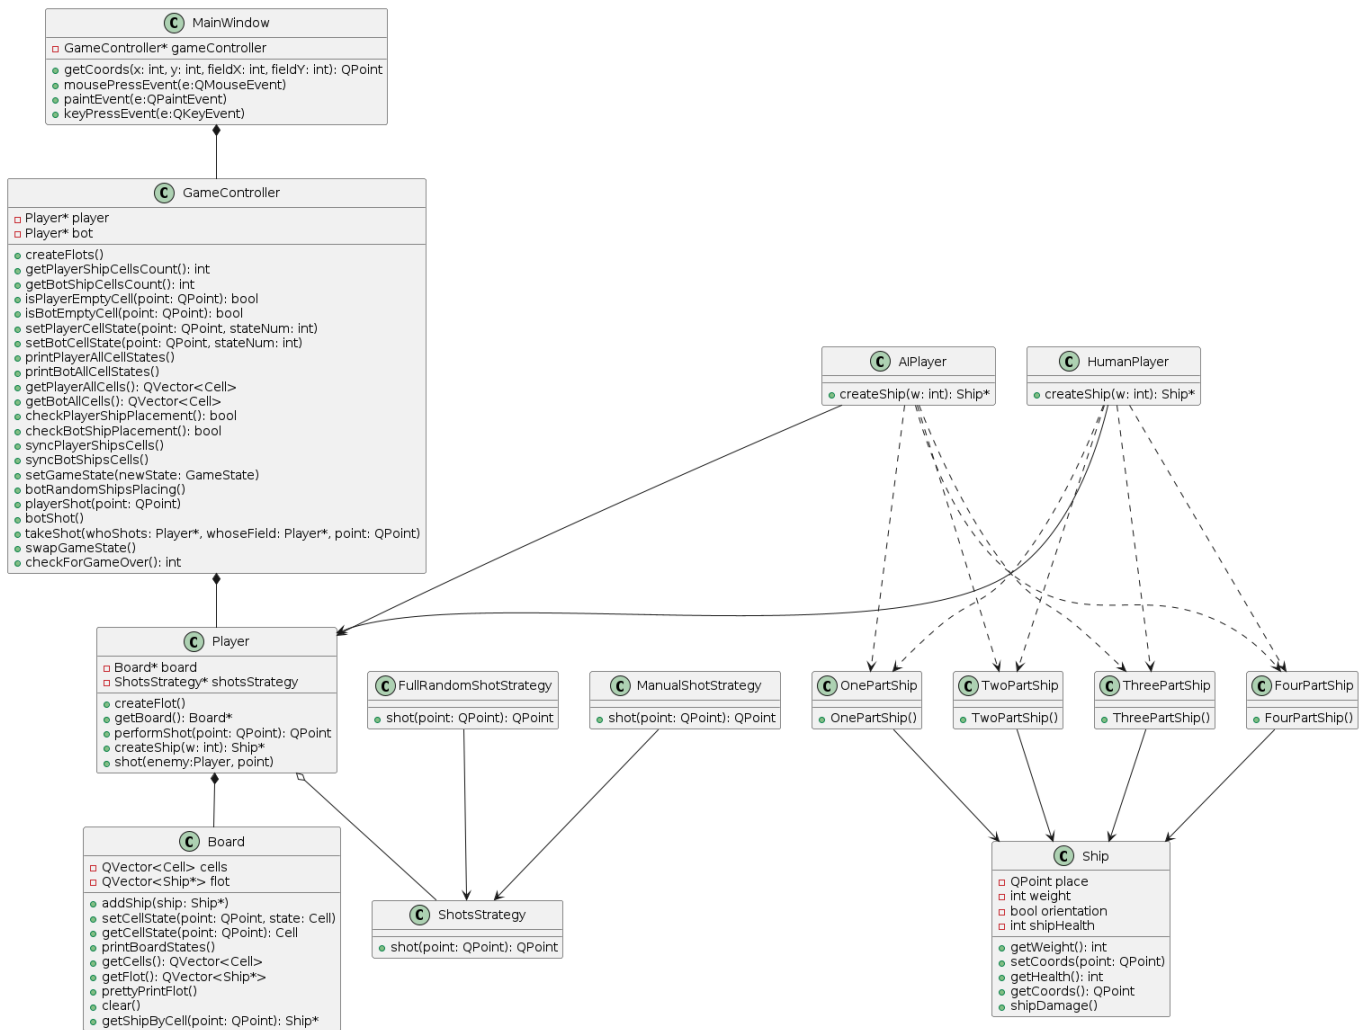 C MainWindow
GameController* gameController
getCoords(x: int, y: int, fieldX: int, fieldY: int): QPoint
mousePressEvent(e:QMouseEvent)
paintEvent(e:QPaintEvent)
keyPressEvent(e:QKeyEvent)
C GameController
Player* player
Player* bot
createFlots()
getPlayerShipCellsCount(): int
getBotShipCellsCount(): int
isPlayerEmptyCell(point: QPoint): bool
isBotEmptyCell(point: QPoint): bool
setPlayerCellState(point: QPoint, stateNum: int)
setBotCellState(point: QPoint, stateNum: int)
printPlayerAllCellStates()
printBotAllCellStates()
getPlayerAllCells(): QVector<Cell>
getBotAllCells(): QVector<Cell>
checkPlayerShipPlacement(): bool
checkBotShipPlacement(): bool
syncPlayerShipsCells()
syncBotShipsCells()
setGameState(newState: GameState)
botRandomShipsPlacing()
playerShot(point: QPoint)
botShot()
takeShot(whoShots: Player*, whoseField: Player*, point: QPoint)
swapGameState()
checkForGameOver(): int
C AIPlayer
createShip(w: int): Ship*
C HumanPlayer
createShip(w: int): Ship*
C Player
Board* board
ShotsStrategy* shotsStrategy
createFlot()
getBoard(): Board*
performShot(point: QPoint): QPoint
createShip(w: int): Ship*
shot(enemy:Player, point)
C FullRandomShotStrategy
shot(point: QPoint): QPoint
C ManualShotStrategy
shot(point: QPoint): QPoint
C OnePartShip
OnePartShip()
C TwoPartShip
TwoPartShip()
C ThreePartShip
ThreePartShip()
C FourPartShip
FourPartShip()
C Board
QVector<Cell> cells
QVector<Ship*> flot
addShip(ship: Ship*)
setCellState(point: QPoint, state: Cell)
getCellState(point: QPoint): Cell
printBoardStates()
getCells(): QVector<Cell>
getFlot(): QVector<Ship*>
prettyPrintFlot()
clear()
getShipByCell(point: QPoint): Ship*
C ShotsStrategy
shot(point: QPoint): QPoint
C Ship
QPoint place
int weight
bool orientation
int shipHealth
getWeight(): int
setCoords(point: QPoint)
getHealth(): int
getCoords(): QPoint
shipDamage()